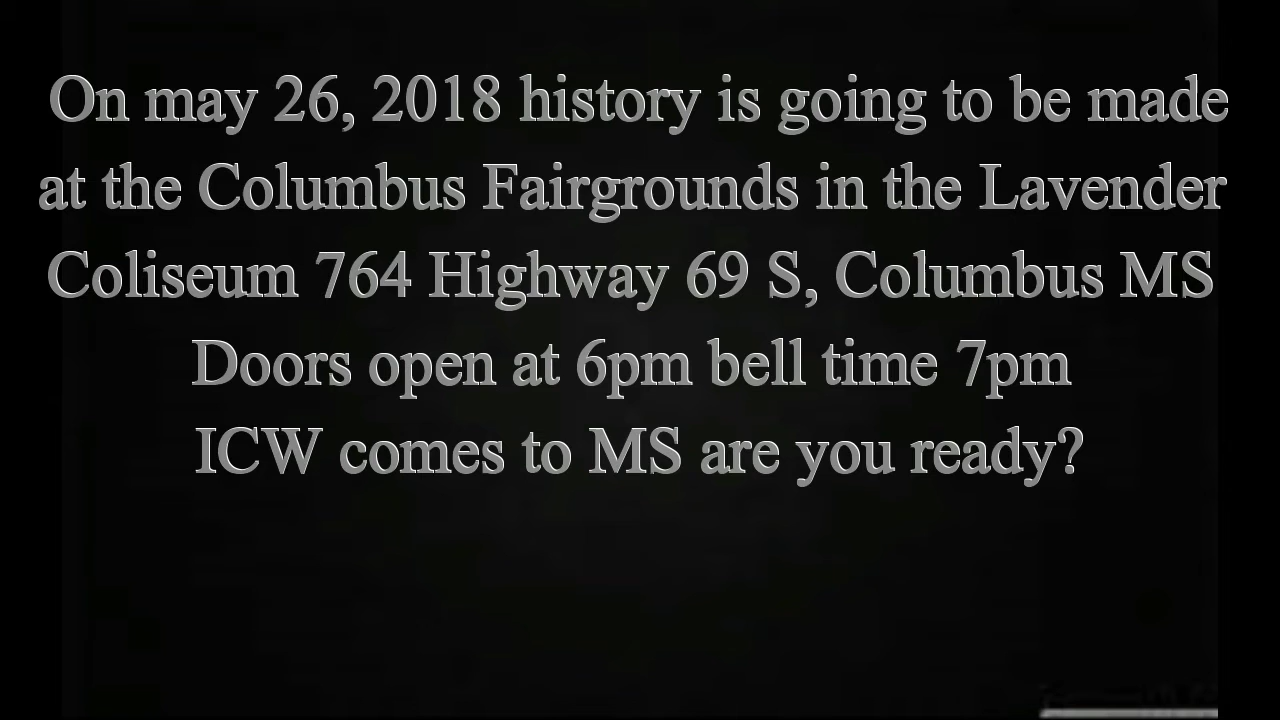 On may 26, 2018 history is going to be made
at the Columbus Fairgrounds in the Lavender
Coliseum 764 Highway 69 S, Columbus MS
Doors open at 6pm bell time 7pm
ICW comes to MS are you ready?